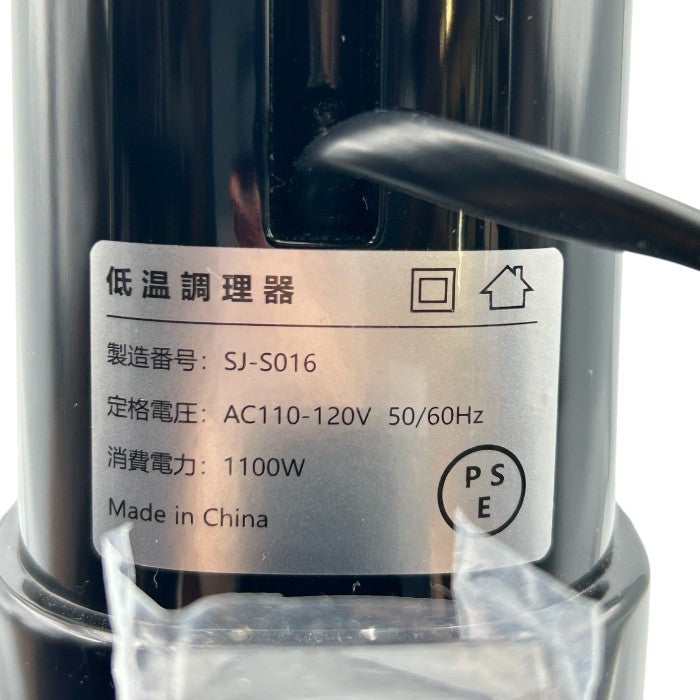 低温調理器
製造番号: SJ-S016
定格電圧: AC110-120V 50/60Hz
消費電力: 1100W
Made in China
PS
E